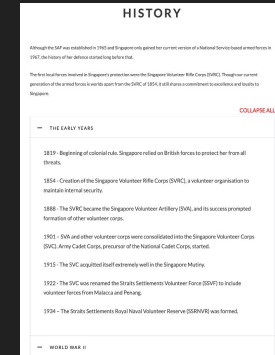 HISTORY
Although the SAF was established in 1965 and Singapore only gained her current version of a National Service-based armed forces in
1967, the history of her defence started long before that.
The first local forces involved in Singapore's protection were the Singapore Volunteer Rifle Corps (SVRC). Though our current
generation of the armed forces is worlds apart from the SVRC of 1854, it still shares a commitment to excellence and loyalty to
Singapore.
COLLAPSE ALL
— THE EARLY YEARS
1819 - Beginning of colonial rule. Singapore relied on British forces to protect her from all
threats.
1854 - Creation of the Singapore Volunteer Rifle Corps (SVRC), a volunteer organisation to
maintain internal security.
1888 - The SVRC became the Singapore Volunteer Artillery (SVA), and its success prompted
formation of other volunteer corps.
1901 – SVA and other volunteer corps were consolidated into the Singapore Volunteer Corps
(SVC). Army Cadet Corps, precursor of the National Cadet Corps, started.
1915 - The SVC acquitted itself extremely well in the Singapore Mutiny.
1922 - The SVC was renamed the Straits Settlements Volunteer Force (SSVF) to include
volunteer forces from Malacca and Penang.
1934 – The Straits Settlements Royal Naval Volunteer Reserve (SSRNVR) was formed.
— WORLD WAR II